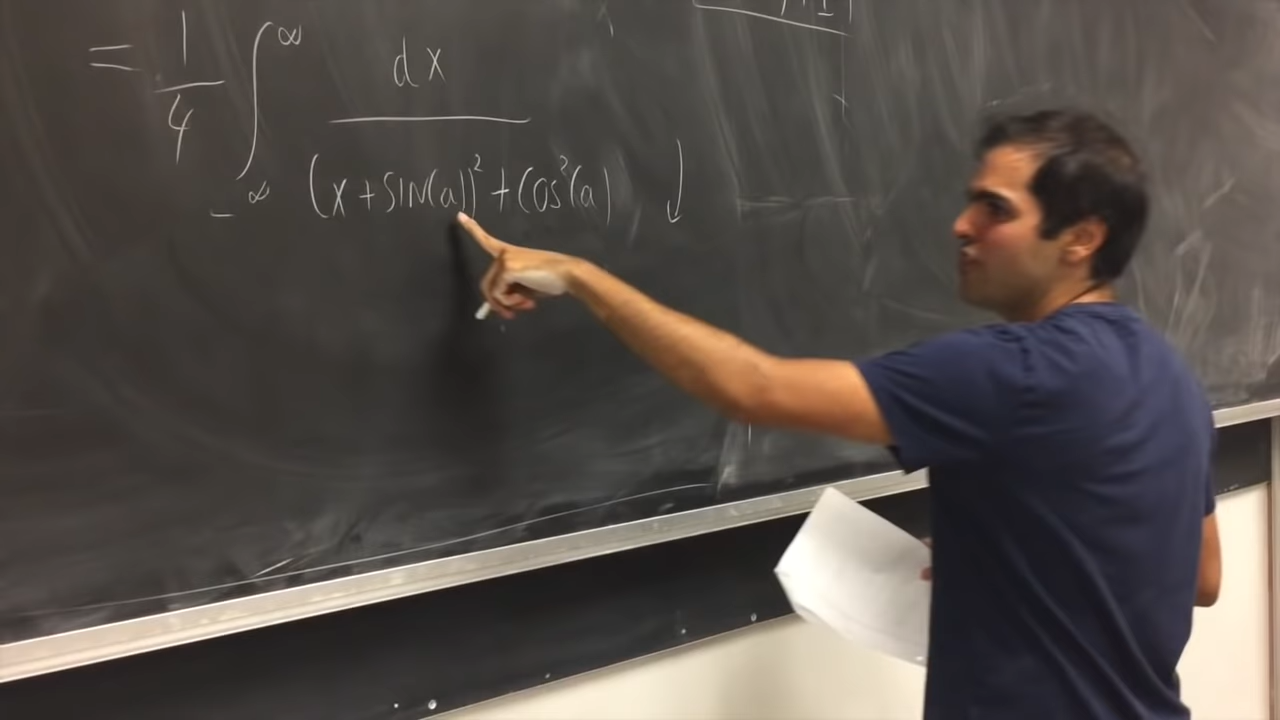 = 1/4 ∫_{-∞}^{∞} dx / ((x + SIN(a))² + COS²(a)) ↓